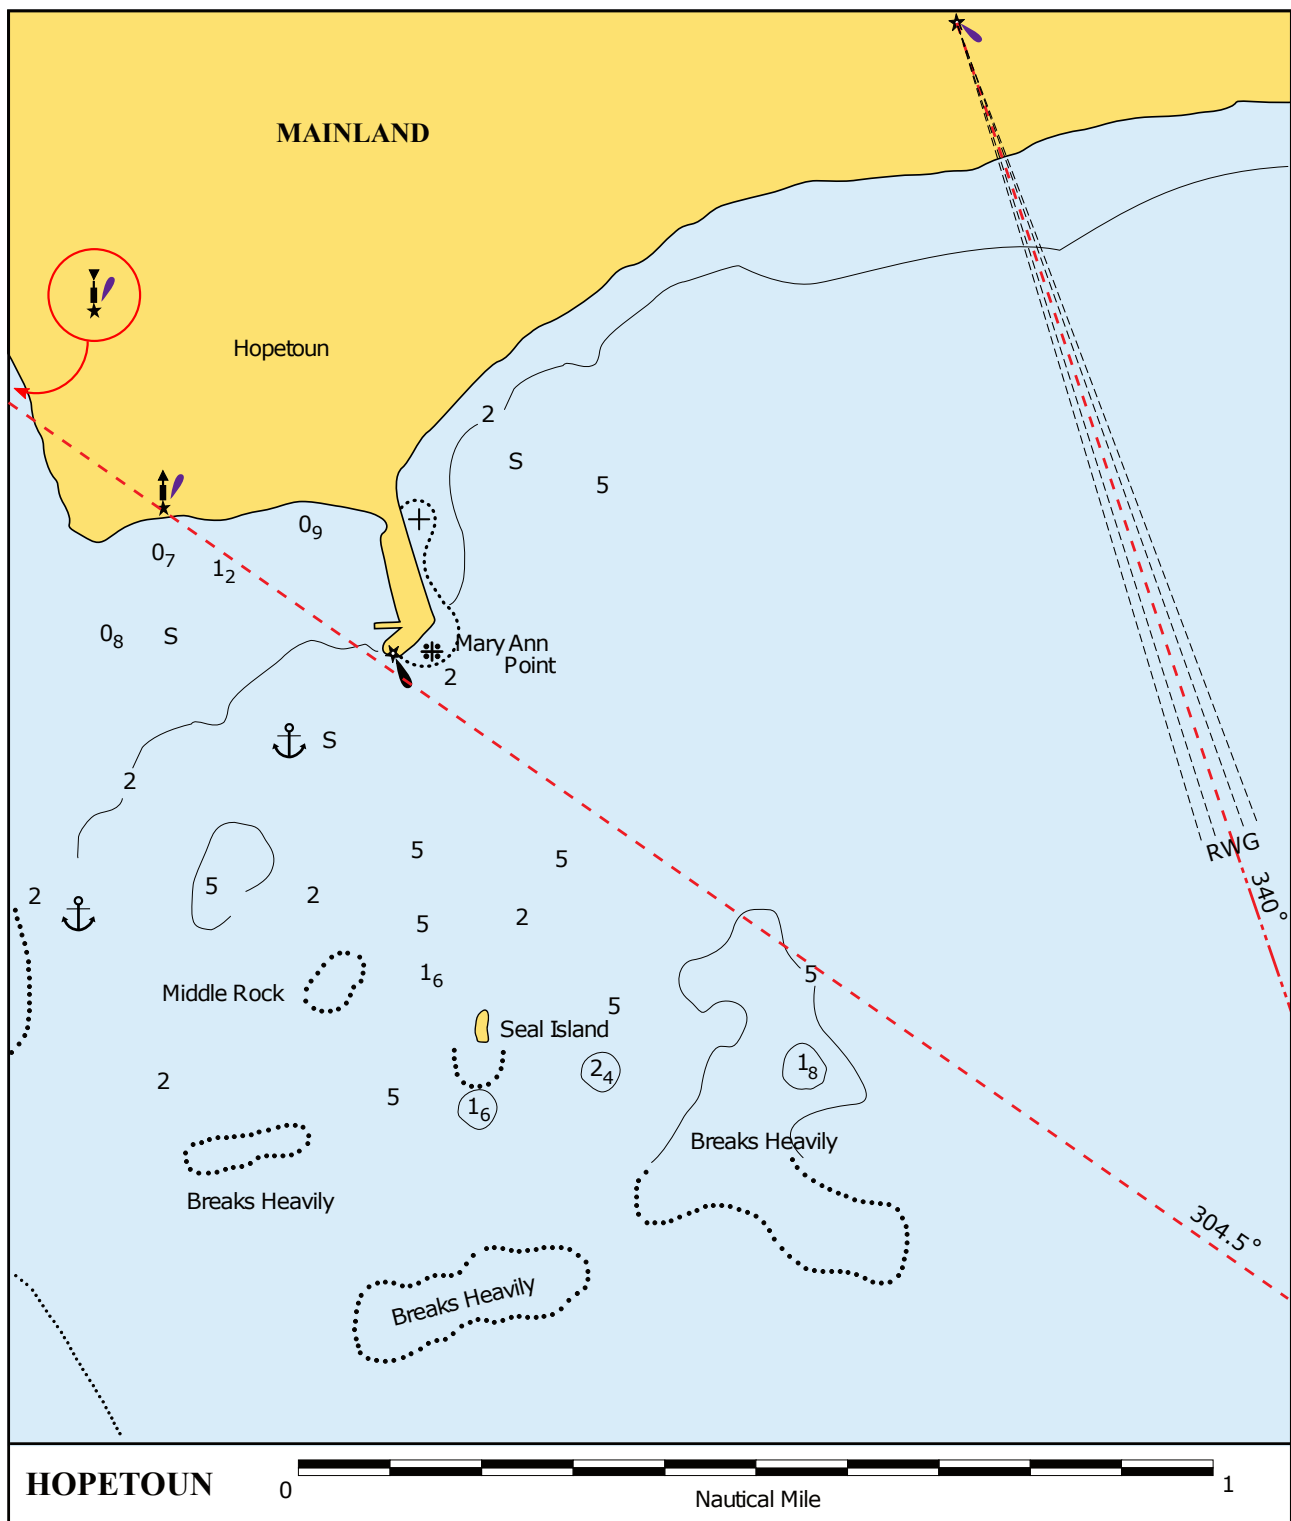 MAINLAND
Hopetoun
2
S
5
0₉
0₇
1₂
0₈
S
Mary Ann
Point
2
S
2
5
5
5
2
2
5
2
340°
RWG
1₆
5
Middle Rock
5
Seal Island
2₄
1₈
2
5
1₆
Breaks Heavily
Breaks Heavily
304.5°
Breaks Heavily
HOPETOUN
0
1
Nautical Mile